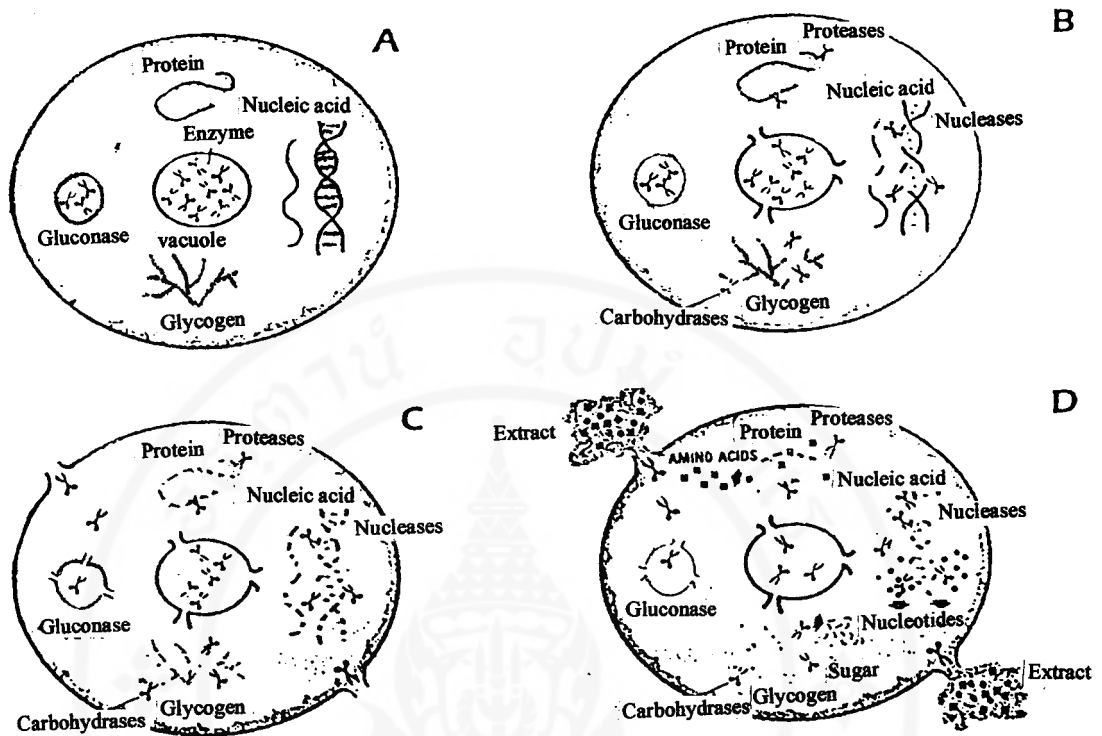 A
Protein
Nucleic acid
Enzyme
Gluconase
vacuole
Glycogen
B
Proteases
Protein
Nucleic acid
Nucleases
Gluconase
Glycogen
Carbohydrases
C
Proteases
Protein
Nucleic acid
Nucleases
Gluconase
Glycogen
Carbohydrases
D
Extract
Proteases
Protein
AMINO ACIDS
Nucleic acid
Nucleases
Gluconase
Nucleotides
Sugar
Extract
Glycogen
Carbohydrases